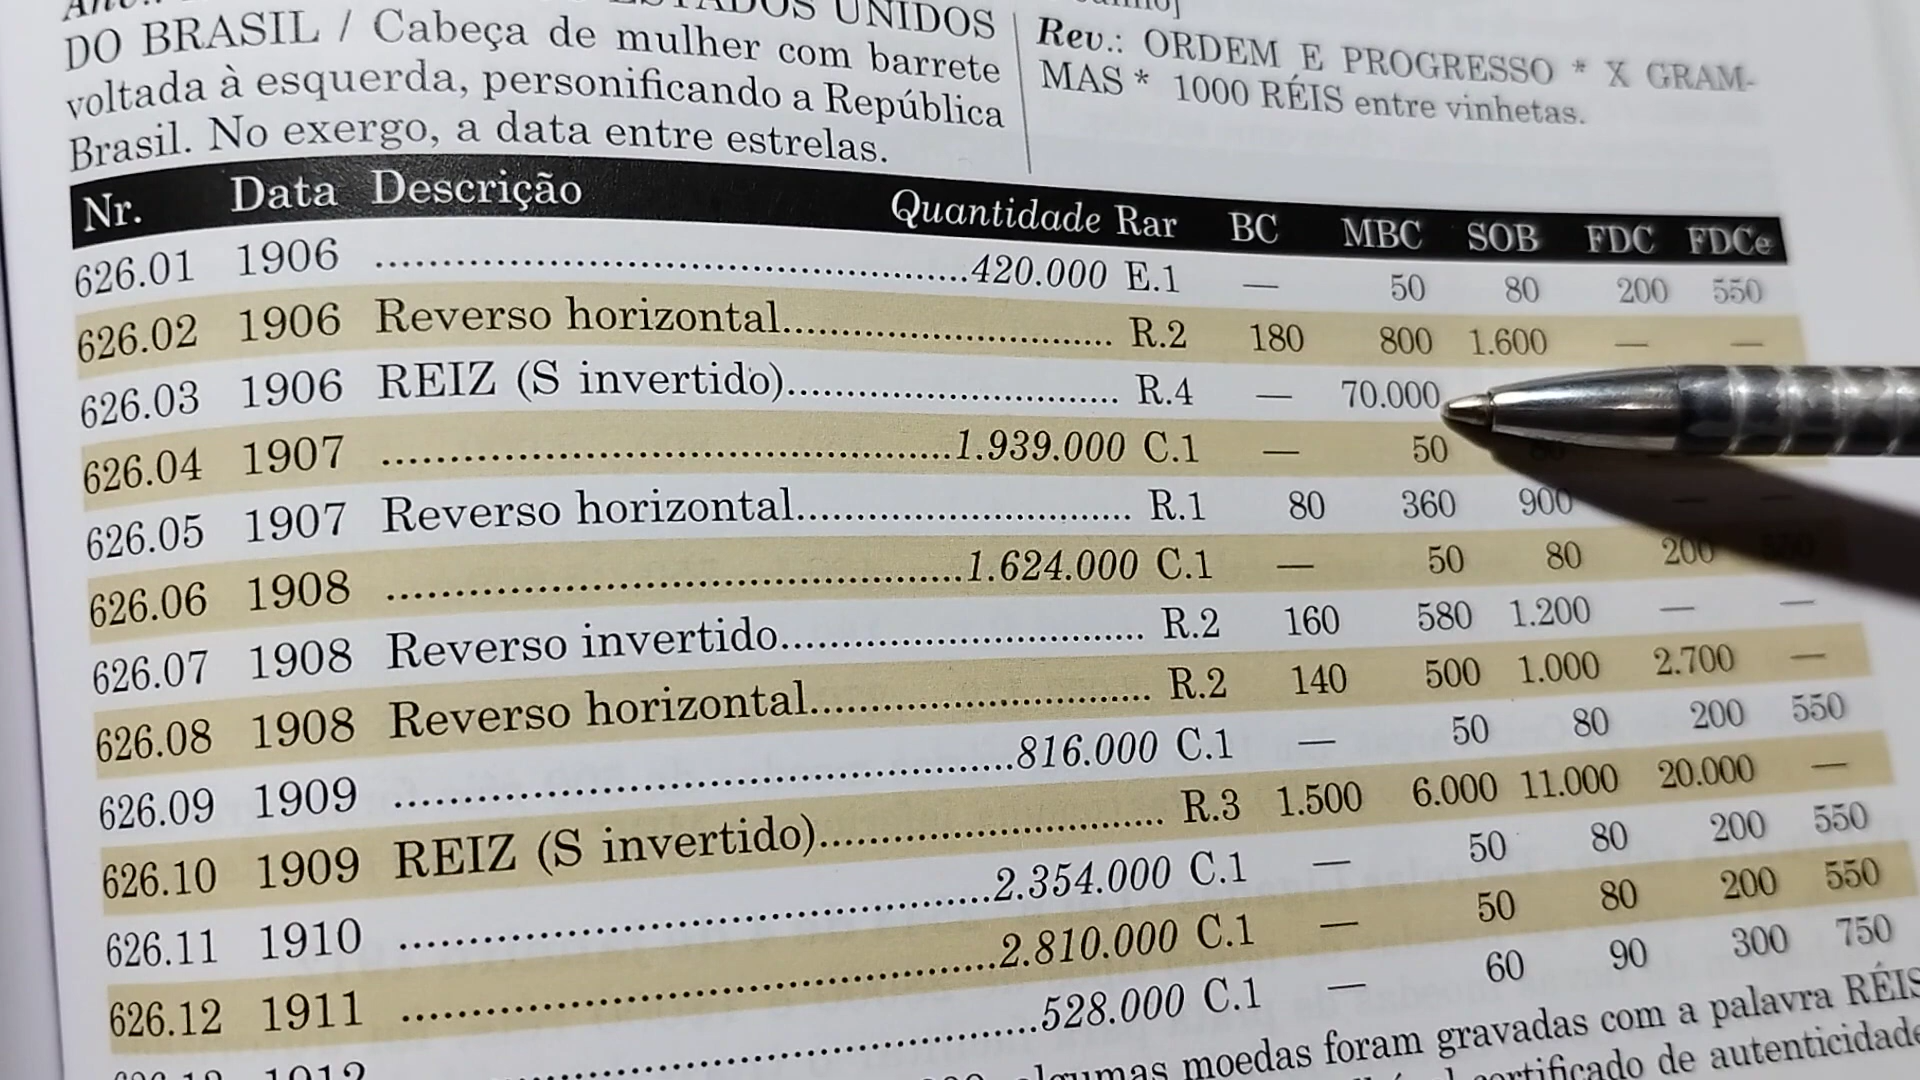 ESTADOS UNIDOS
DO BRASIL / Cabeça de mulher com barrete
voltada à esquerda, personificando a República
Brasil. No exergo, a data entre estrelas.
Rev.: ORDEM E PROGRESSO * X GRAM-
MAS * 1000 RÉIS entre vinhetas.
Nr. Data Descrição Quantidade Rar BC MBC SOB FDC FDCe
626.01 1906 ........ 420.000 E.1 — 50 80 200 550
626.02 1906 Reverso horizontal........ R.2 180 800 1.600 — —
626.03 1906 REIZ (S invertido)........ R.4 — 70.000
626.04 1907 ........ 1.939.000 C.1 — 50 80
626.05 1907 Reverso horizontal........ R.1 80 360 900 — —
626.06 1908 ........ 1.624.000 C.1 — 50 80 200 550
626.07 1908 Reverso invertido........ R.2 160 580 1.200 — —
626.08 1908 Reverso horizontal........ R.2 140 500 1.000 2.700 —
626.09 1909 ........ 816.000 C.1 — 50 80 200 550
626.10 1909 REIZ (S invertido)........ R.3 1.500 6.000 11.000 20.000 —
626.11 1910 ........ 2.354.000 C.1 — 50 80 200 550
626.12 1911 ........ 2.810.000 C.1 — 50 80 200 550
1912 ........ 528.000 C.1 — 60 90 300 750
algumas moedas foram gravadas com a palavra RÉIS
certificado de autenticidade